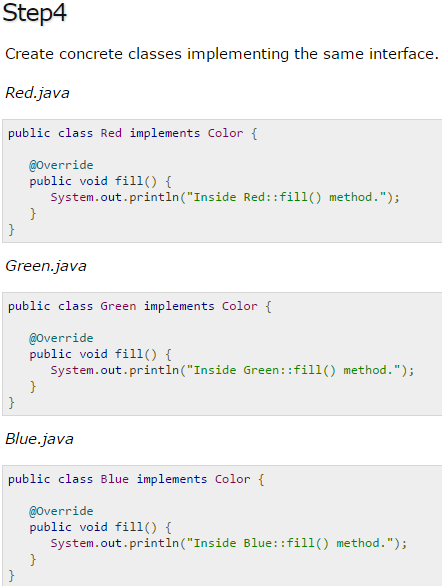 Step4
Create concrete classes implementing the same interface.
Red.java
public class Red implements Color {
@Override
public void fill() {
System.out.println("Inside Red::fill() method.");
}
}
Green.java
public class Green implements Color {
@Override
public void fill() {
System.out.println("Inside Green::fill() method.");
}
}
Blue.java
public class Blue implements Color {
@Override
public void fill() {
System.out.println("Inside Blue::fill() method.");
}
}